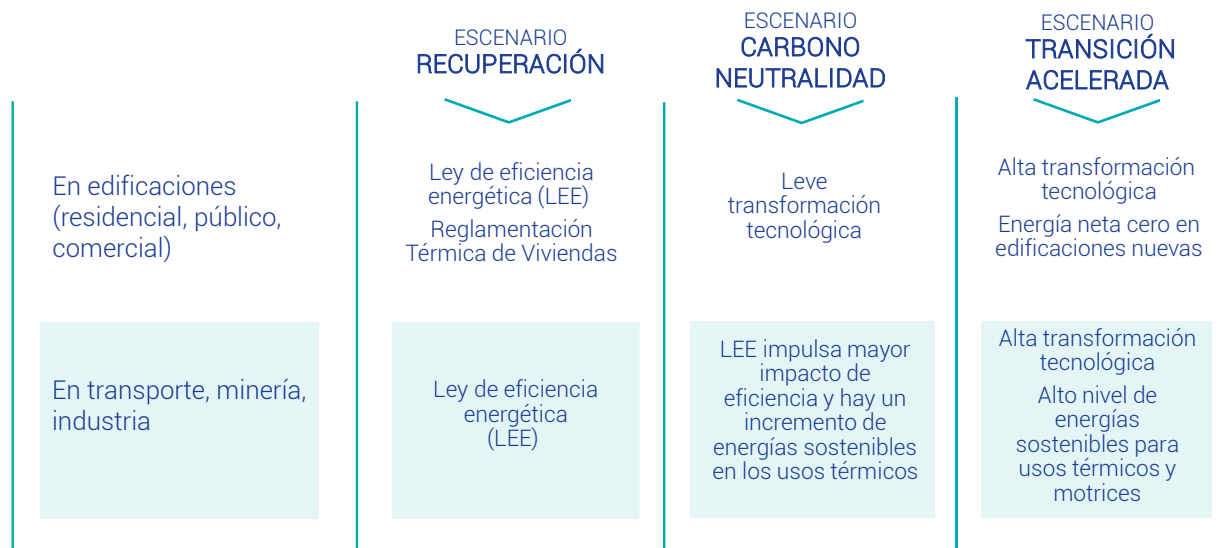 ESCENARIO
RECUPERACIÓN
ESCENARIO
CARBONO
NEUTRALIDAD
ESCENARIO
TRANSICIÓN
ACELERADA
En edificaciones
(residencial, público,
comercial)
Ley de eficiencia
energética (LEE)
Reglamentación
Térmica de Viviendas
Leve
transformación
tecnológica
Alta transformación
tecnológica
Energía neta cero en
edificaciones nuevas
En transporte, minería,
industria
Ley de eficiencia
energética
(LEE)
LEE impulsa mayor
impacto de
eficiencia y hay un
incremento de
energías sostenibles
en los usos térmicos
Alta transformación
tecnológica
Alto nivel de
energías
sostenibles para
usos térmicos y
motrices